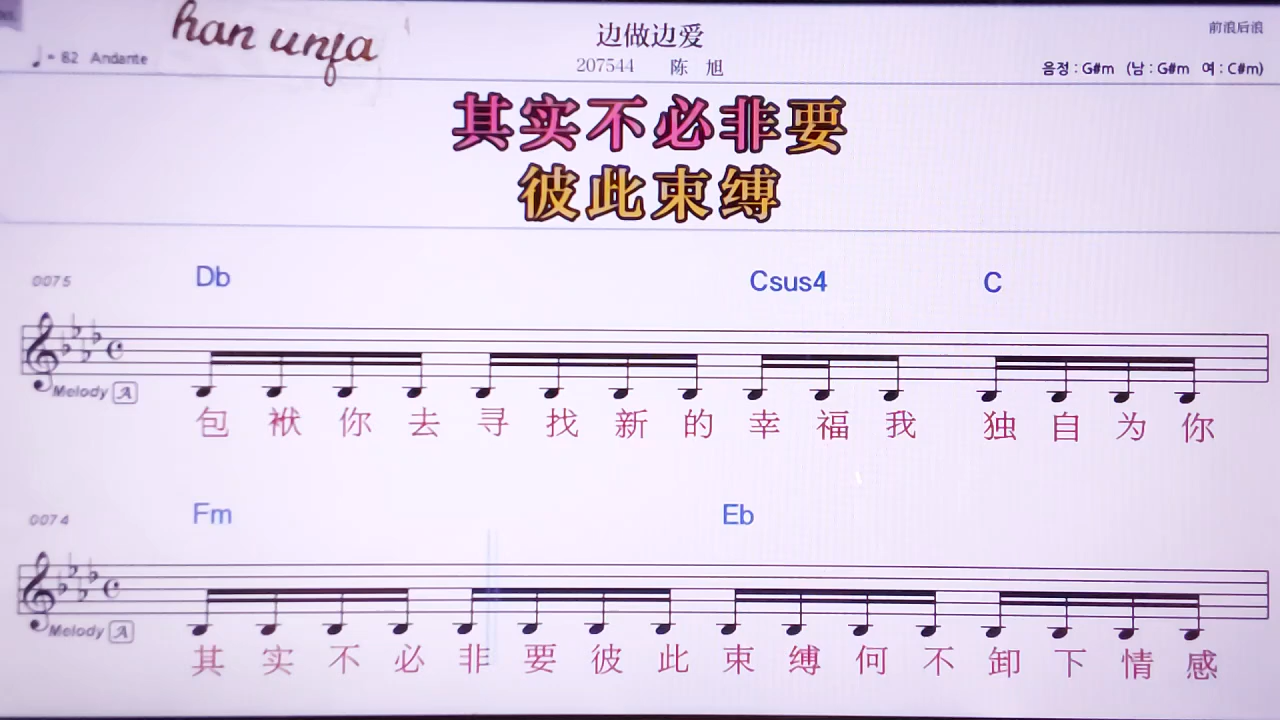 han unfa
边做边爱
前浪后浪
♩= 82 Andante
207544 陈 旭
음정 : G#m (남 : G#m 여 : C#m)
其实不必非要
彼此束缚
0075 Db Csus4 C
Melody A
包袱你去寻找新的幸福我 独自为你
0074 Fm Eb
Melody A
其实不必非要彼此束缚何不卸下情感